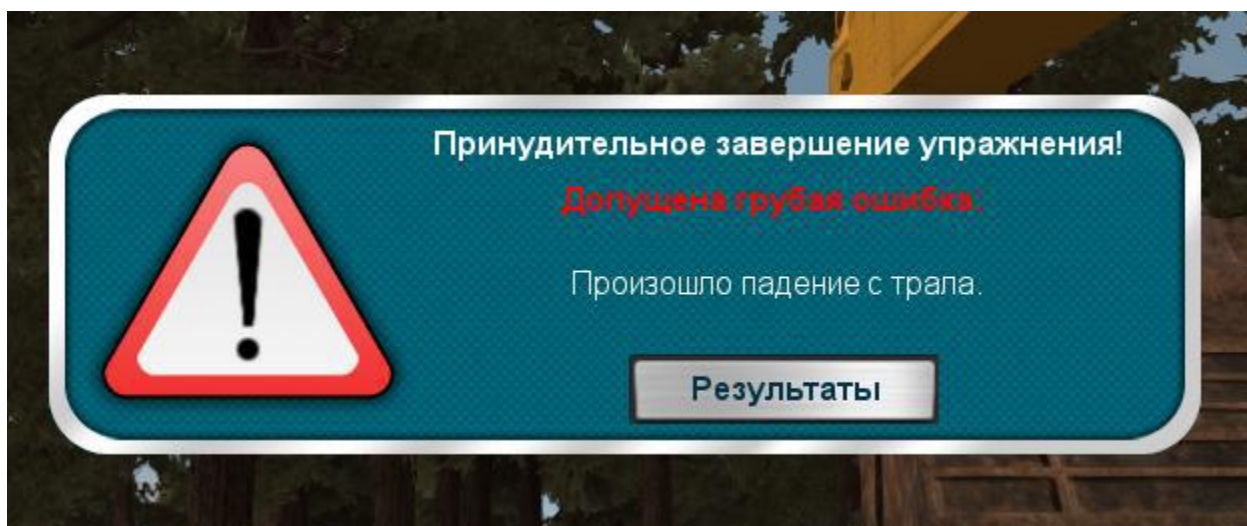 Принудительное завершение упражнения!
Допущена грубая ошибка:
Произошло падение с трала.
Результаты